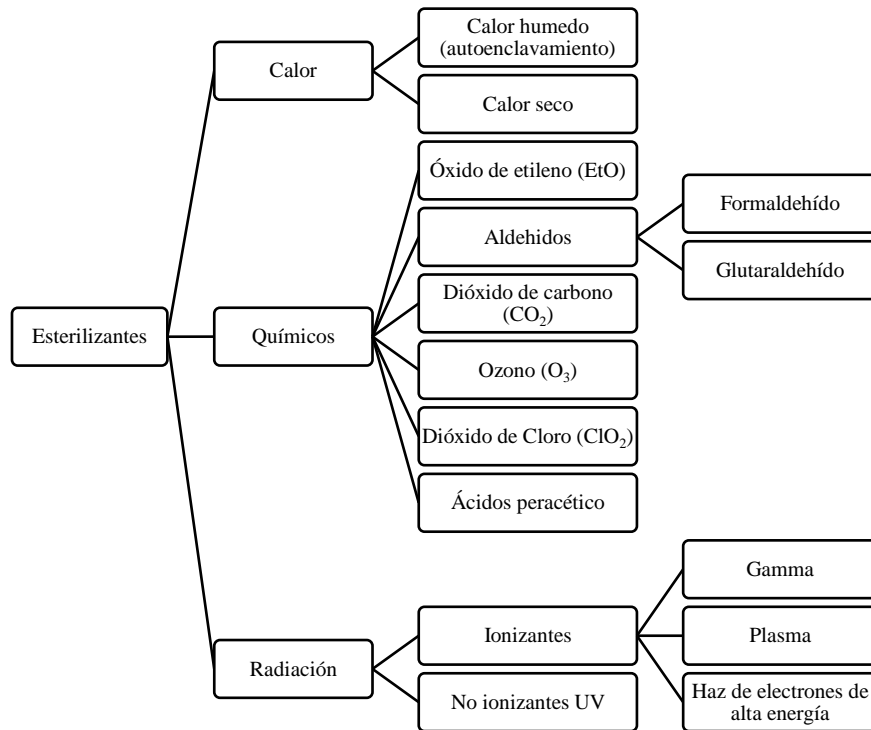 Esterilizantes
Calor
Calor humedo
(autoenclavamiento)
Calor seco
Químicos
Óxido de etileno (EtO)
Aldehidos
Formaldehído
Glutaraldehído
Dióxido de carbono
(CO₂)
Ozono (O₃)
Dióxido de Cloro (ClO₂)
Ácidos peracético
Radiación
Ionizantes
Gamma
Plasma
Haz de electrones de
alta energía
No ionizantes UV